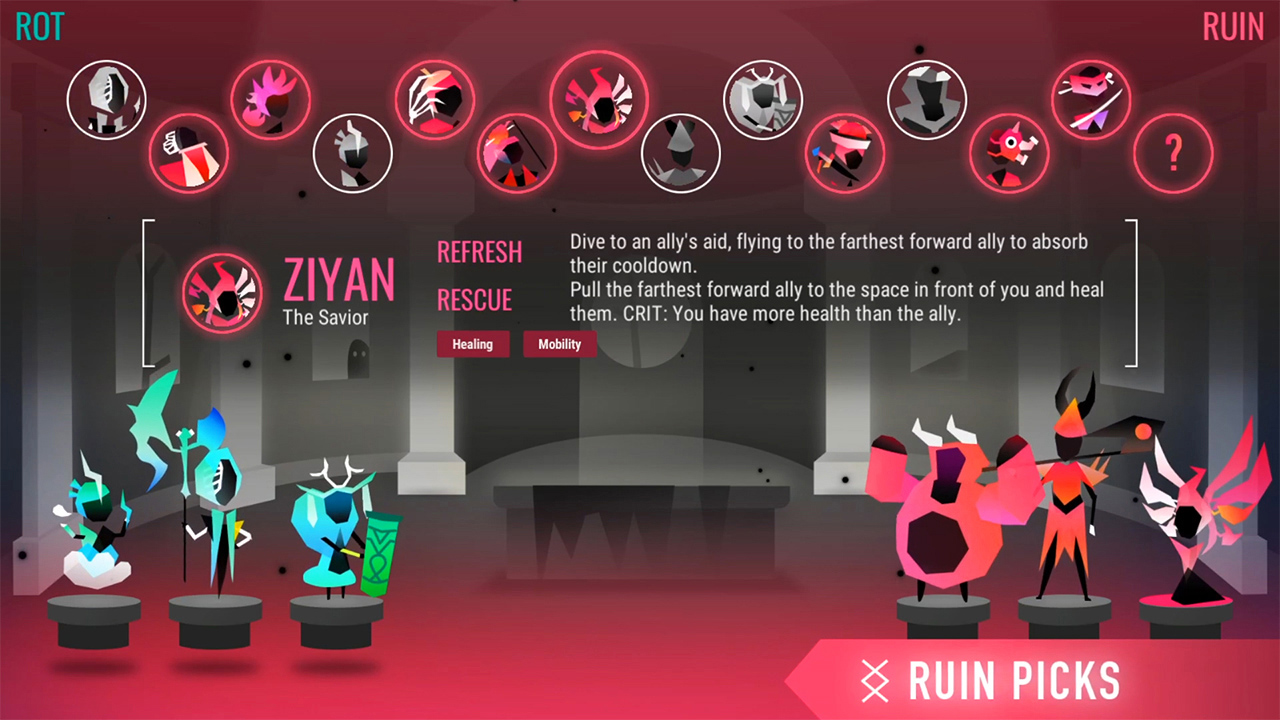 ROT
RUIN
?
ZIYAN
The Savior
REFRESH
Dive to an ally's aid, flying to the farthest forward ally to absorb
their cooldown.
RESCUE
Pull the farthest forward ally to the space in front of you and heal
them. CRIT: You have more health than the ally.
Healing
Mobility
RUIN PICKS